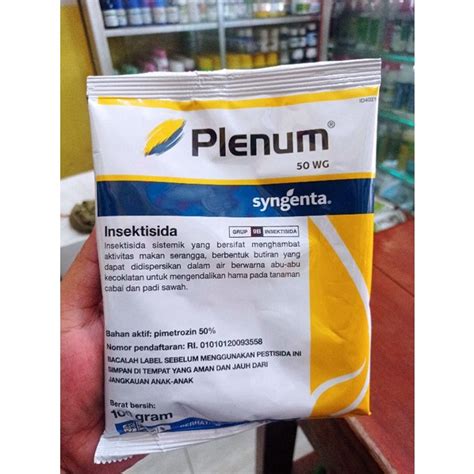 Plenum®
50 WG
syngenta.
Insektisida
GRUP 9B INSEKTISIDA
Insektisida sistemik yang bersifat menghambat
aktivitas makan serangga, berbentuk butiran yang
dapat didispersikan dalam air berwarna abu-abu
kecoklatan untuk mengendalikan hama pada tanaman
cabai dan padi sawah.
Bahan aktif: pimetrozin 50%
Nomor pendaftaran: RI. 01010120093558
BACALAH LABEL SEBELUM MENGGUNAKAN PESTISIDA INI
SIMPAN DI TEMPAT YANG AMAN DAN JAUH DARI
JANGKAUAN ANAK-ANAK
Berat bersih:
100 gram